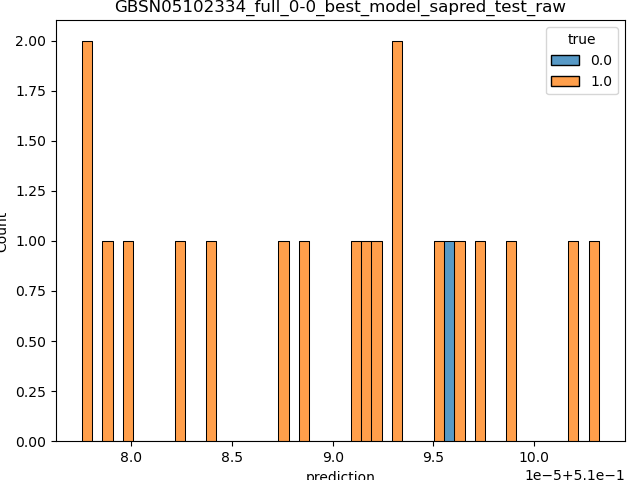 GBSN05102334_full_0-0_best_model_sapred_test_raw
2.00
1.75
1.50
1.25
1.00
0.75
0.50
0.25
0.00
Count
true
0.0
1.0
8.0 8.5 9.0 9.5 10.0
prediction
1e−5+5.1e−1